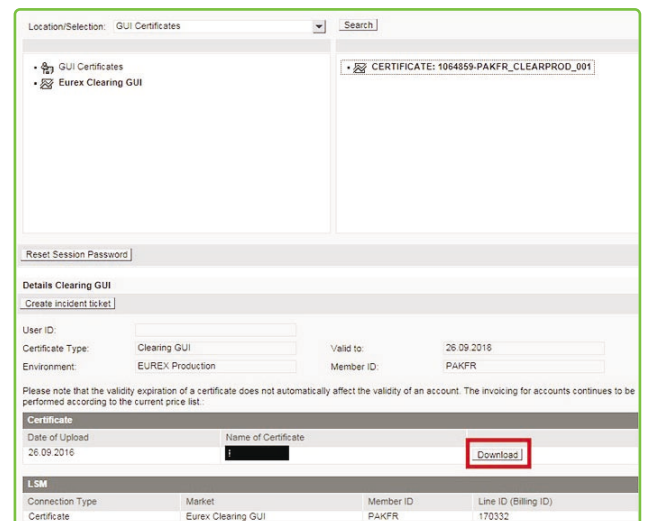 Location/Selection: GUI Certificates Search
GUI Certificates
Eurex Clearing GUI
CERTIFICATE: 1064859-PAKFR_CLEARPROD_001
Reset Session Password
Details Clearing GUI
Create incident ticket
User ID:
Certificate Type: Clearing GUI Valid to: 26.09.2018
Environment: EUREX Production Member ID: PAKFR
Please note that the validity expiration of a certificate does not automatically affect the validity of an account. The invoicing for accounts continues to be
performed according to the current price list.:
Certificate
Date of Upload Name of Certificate
26.09.2016 Download
LSM
Connection Type Market Member ID Line ID (Billing ID)
Certificate Eurex Clearing GUI PAKFR 170332